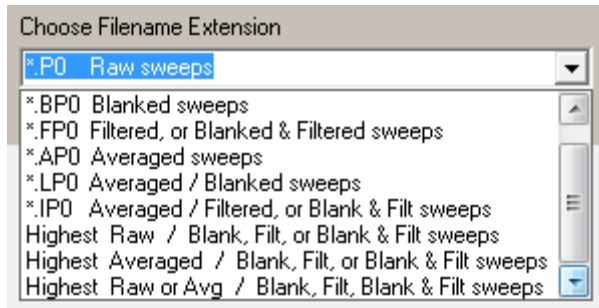 Choose Filename Extension
*.P0 Raw sweeps
*.BP0 Blanked sweeps
*.FP0 Filtered, or Blanked & Filtered sweeps
*.AP0 Averaged sweeps
*.LP0 Averaged / Blanked sweeps
*.IP0 Averaged / Filtered, or Blank & Filt sweeps
Highest Raw / Blank, Filt, or Blank & Filt sweeps
Highest Averaged / Blank, Filt, or Blank & Filt sweeps
Highest Raw or Avg / Blank, Filt, Blank & Filt sweeps